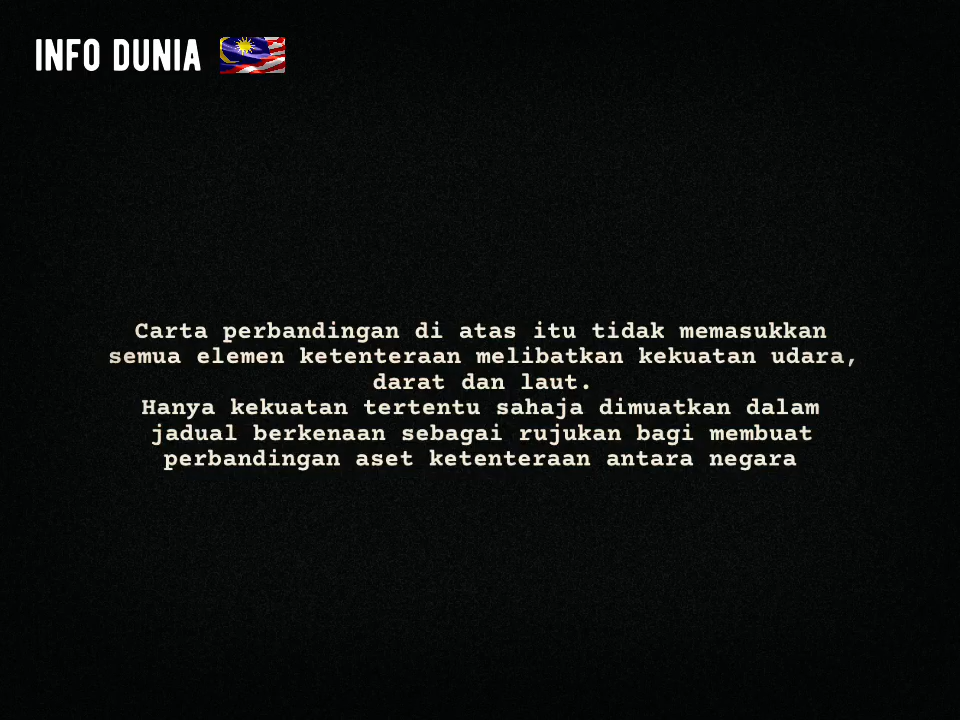 INFO DUNIA
Carta perbandingan di atas itu tidak memasukkan
semua elemen ketenteraan melibatkan kekuatan udara,
darat dan laut.
Hanya kekuatan tertentu sahaja dimuatkan dalam
jadual berkenaan sebagai rujukan bagi membuat
perbandingan aset ketenteraan antara negara